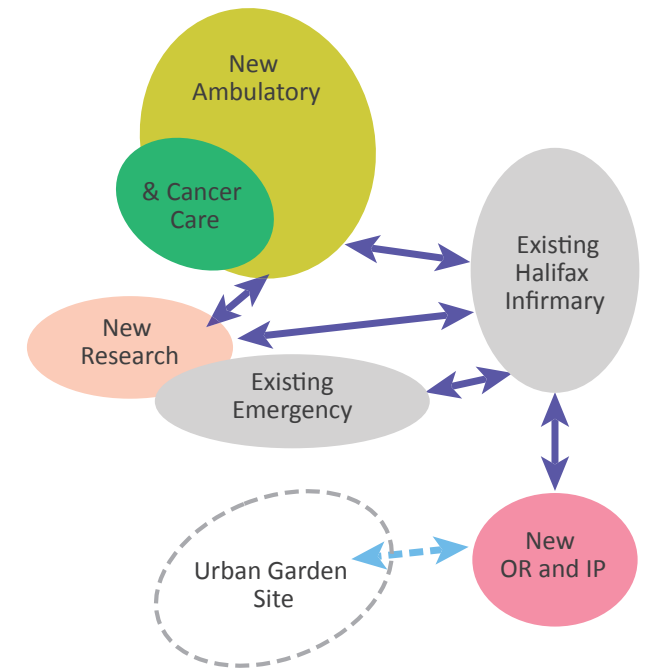 New
Ambulatory
& Cancer
Care
Existing
Halifax
Infirmary
New
Research
Existing
Emergency
New
OR and IP
Urban Garden
Site